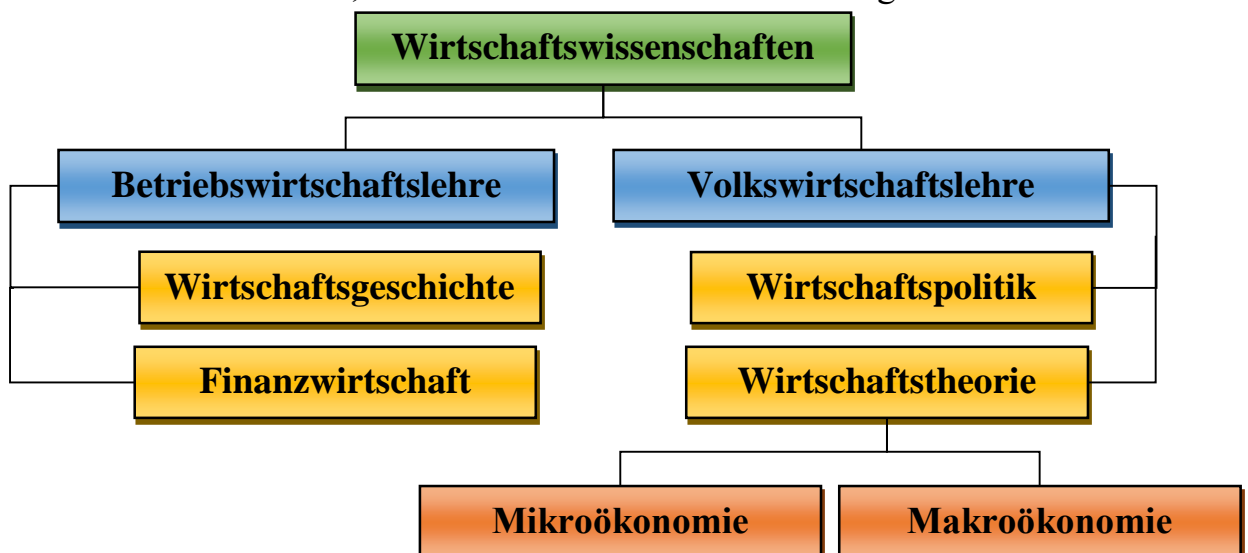 Wirtschaftswissenschaften
Betriebswirtschaftslehre
Volkswirtschaftslehre
Wirtschaftsgeschichte
Wirtschaftspolitik
Finanzwirtschaft
Wirtschaftstheorie
Mikroökonomie
Makroökonomie